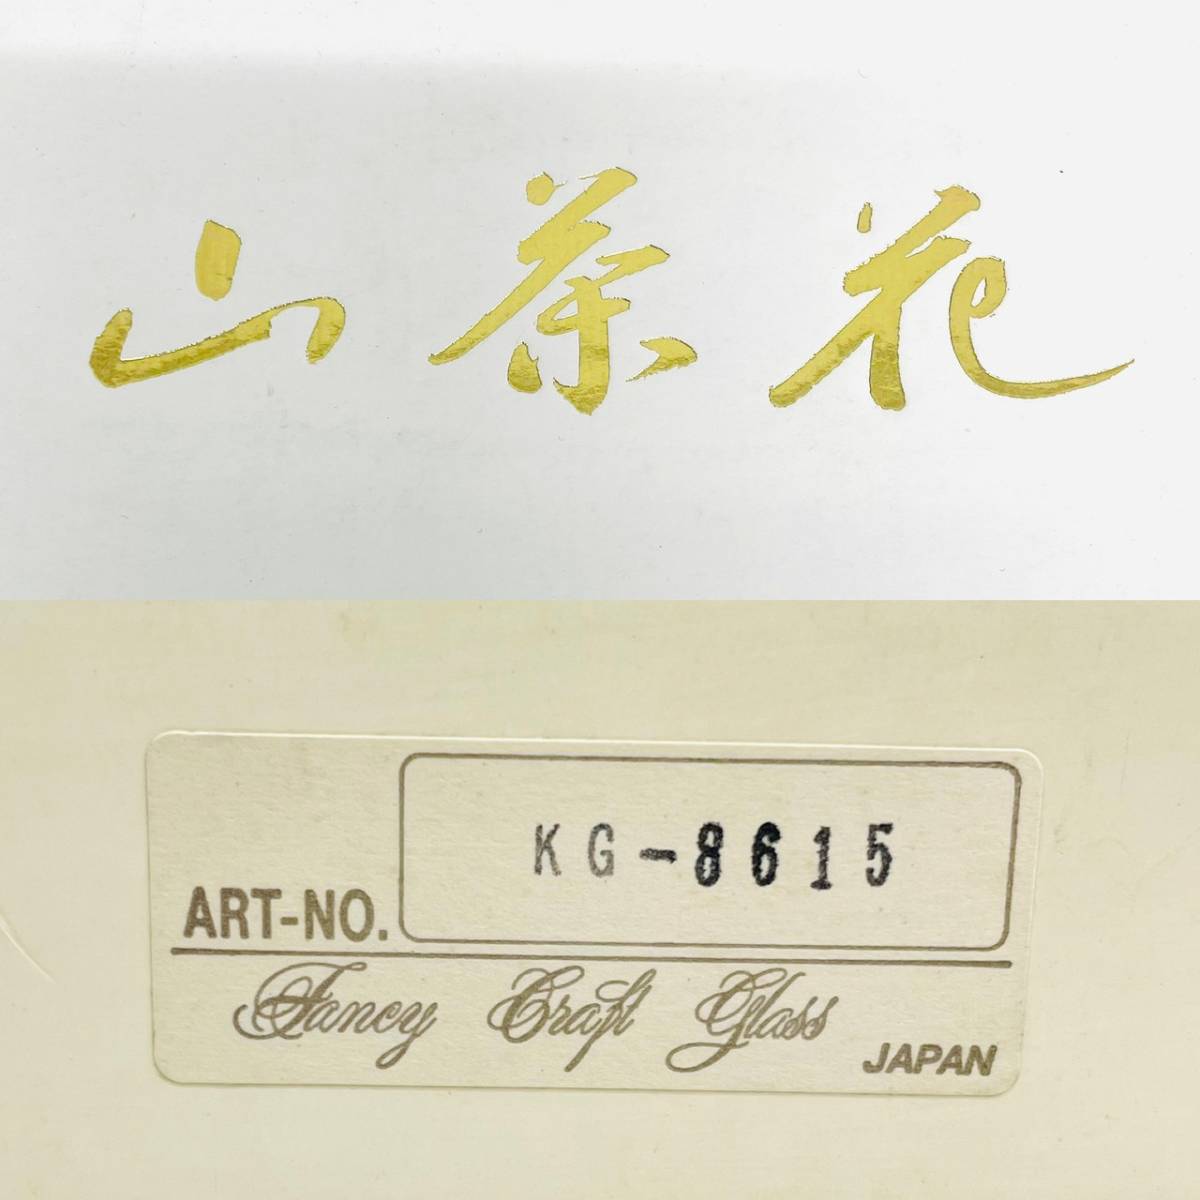 山茶花
KG-8615
ART-NO.
Fancy Craft Glass
JAPAN